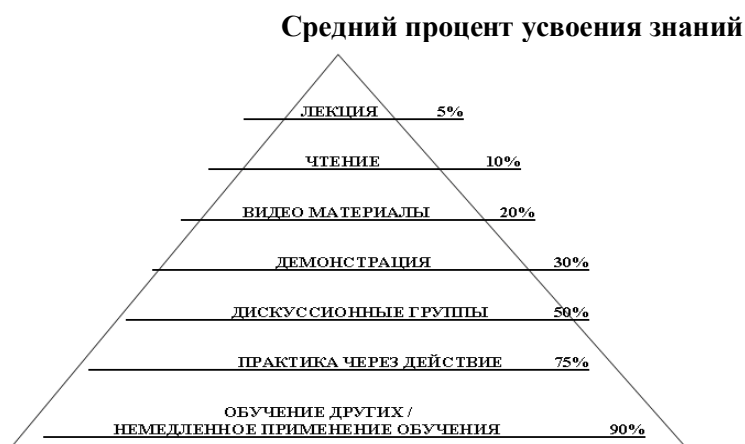 Средний процент усвоения знаний
ЛЕКЦИЯ 5%
ЧТЕНИЕ 10%
ВИДЕО МАТЕРИАЛЫ 20%
ДЕМОНСТРАЦИЯ 30%
ДИСКУССИОННЫЕ ГРУППЫ 50%
ПРАКТИКА ЧЕРЕЗ ДЕЙСТВИЕ 75%
ОБУЧЕНИЕ ДРУГИХ /
НЕМЕДЛЕННОЕ ПРИМЕНЕНИЕ ОБУЧЕНИЯ 90%